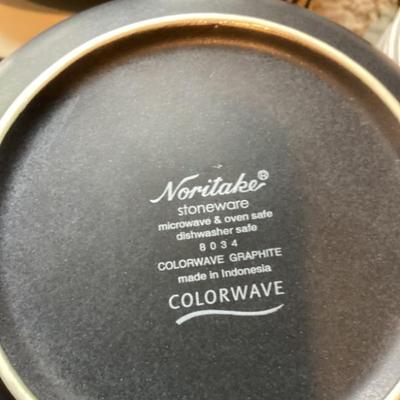 Noritake®
stoneware
microwave & oven safe
dishwasher safe
8034
COLORWAVE GRAPHITE
made in Indonesia
COLORWAVE